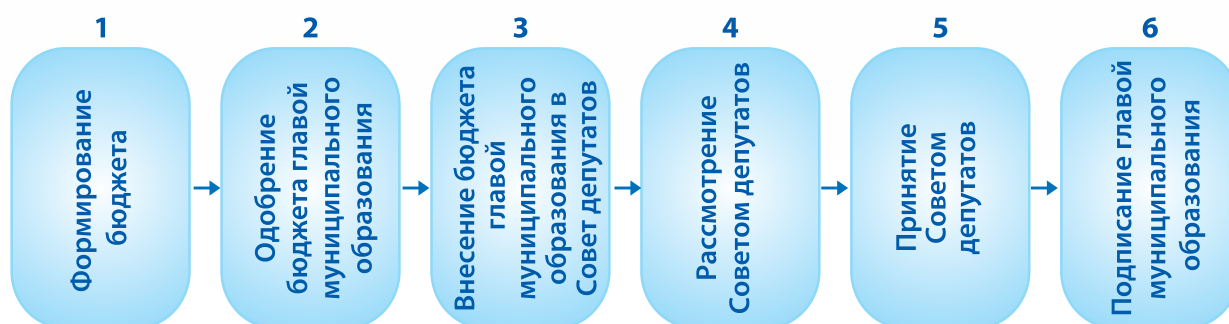 1
Формирование
бюджета
2
Одобрение
бюджета главой
муниципального
образования
3
Внесение бюджета
главой
муниципального
образования в
Совет депутатов
4
Рассмотрение
Советом депутатов
5
Принятие
Советом
депутатов
6
Подписание главой
муниципального
образования